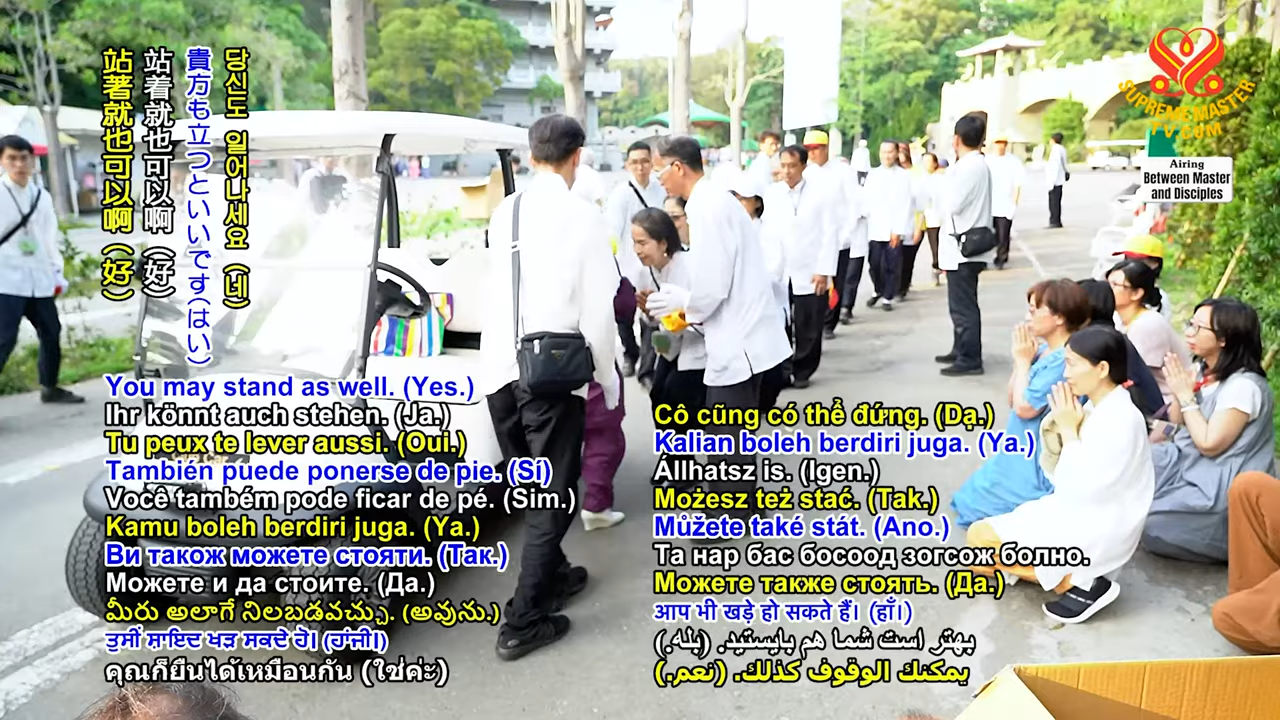 站著就也可以啊（好）
站着就也可以啊（好）
貴方も立つといいです(はい)
당신도 일어나세요 (네)
You may stand as well. (Yes.)
Ihr könnt auch stehen. (Ja.)
Tu peux te lever aussi. (Oui.)
También puede ponerse de pie. (Sí)
Você também pode ficar de pé. (Sim.)
Kamu boleh berdiri juga. (Ya.)
Ви також можете стояти. (Так.)
Можете и да стоите. (Да.)
మీరు అలాగే నిలబడవచ్చు. (అవును.)
ਤੁਸੀਂ ਸ਼ਾਇਦ ਖੜ ਸਕਦੇ ਹੋ। (ਹਾਂਜੀ।)
คุณก็ยืนได้เหมือนกัน (ใช่ค่ะ)
Cô cũng có thể đứng. (Dạ.)
Kalian boleh berdiri juga. (Ya.)
Állhatsz is. (Igen.)
Możesz też stać. (Tak.)
Můžete také stát. (Ano.)
Та нар бас босоод зогсож болно.
Можете также стоять. (Да.)
आप भी खड़े हो सकते हैं। (हाँ।)
بهتر است شما هم بایستید. (بله.)
يمكنك الوقوف كذلك. (نعم.)
SUPREME MASTER
TV.COM
Airing
Between Master
and Disciples